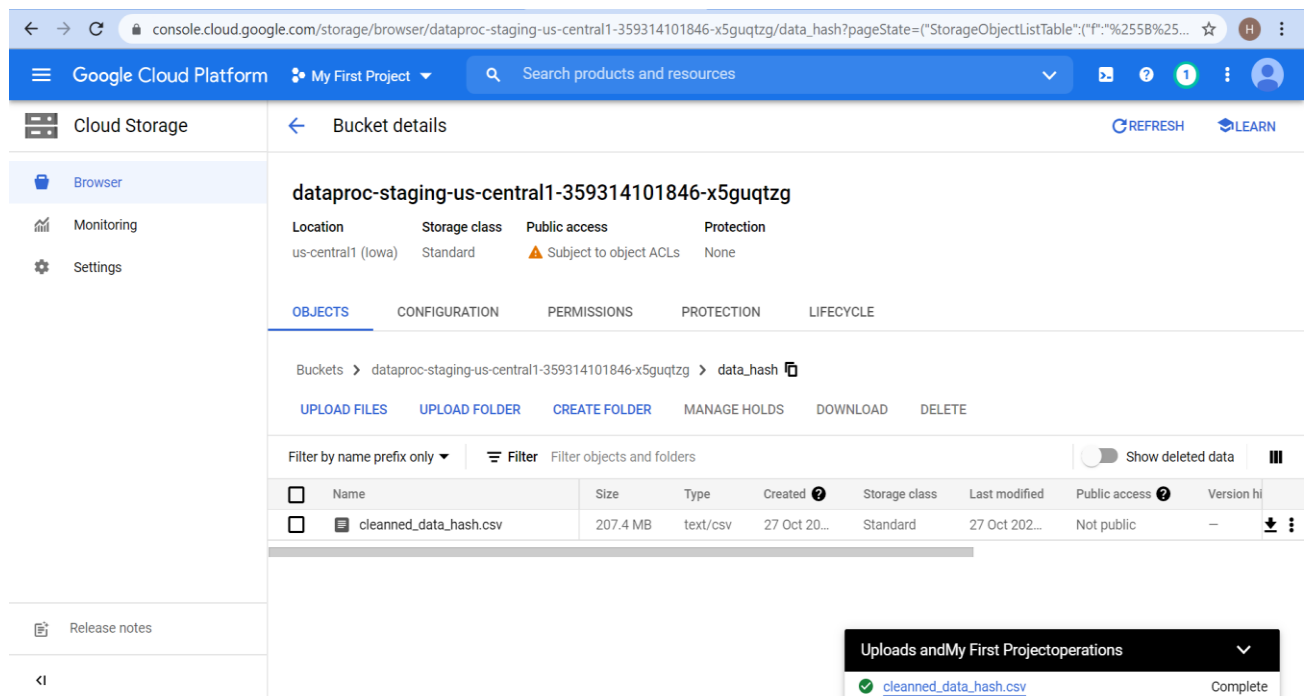 console.cloud.google.com/storage/browser/dataproc-staging-us-central1-359314101846-x5guqtzg/data_hash?pageState=("StorageObjectListTable":("f":"%255B%25...
H
Google Cloud Platform
My First Project
Search products and resources
1
Cloud Storage
Bucket details
REFRESH
LEARN
Browser
Monitoring
Settings
dataproc-staging-us-central1-359314101846-x5guqtzg
Location Storage class Public access Protection
us-central1 (Iowa) Standard Subject to object ACLs None
OBJECTS CONFIGURATION PERMISSIONS PROTECTION LIFECYCLE
Buckets > dataproc-staging-us-central1-359314101846-x5guqtzg > data_hash
UPLOAD FILES UPLOAD FOLDER CREATE FOLDER MANAGE HOLDS DOWNLOAD DELETE
Filter by name prefix only Filter Filter objects and folders Show deleted data
Name Size Type Created Storage class Last modified Public access Version hi
cleanned_data_hash.csv 207.4 MB text/csv 27 Oct 20... Standard 27 Oct 202... Not public —
Release notes
Uploads andMy First Projectoperations
cleanned_data_hash.csv Complete